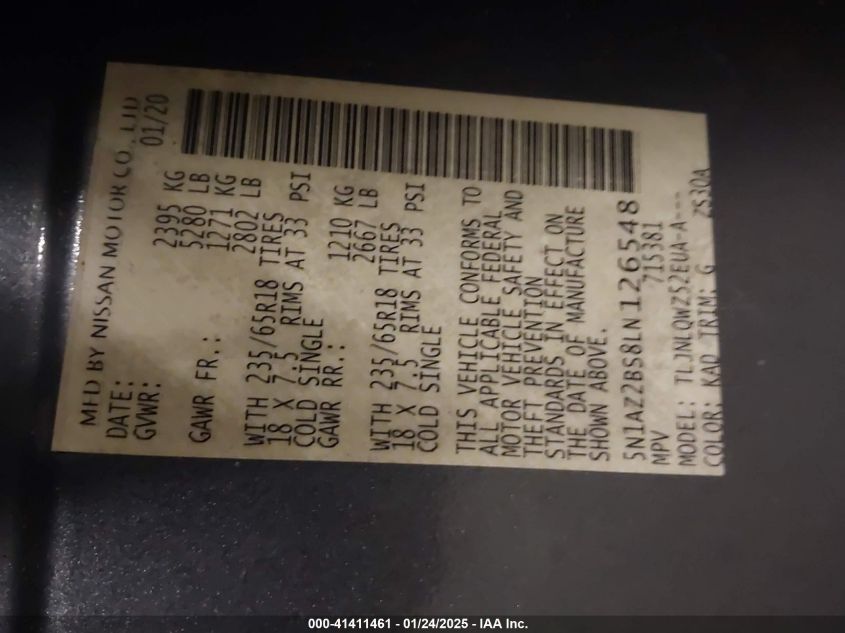 MFD BY NISSAN MOTOR CO., LTD
DATE: 01/20
GVWR: 2395 KG
5280 LB
GAWR FR.: 1271 KG
2802 LB
WITH 235/65R18 TIRES
18 X 7.5 RIMS AT 33 PSI
COLD SINGLE
GAWR RR.: 1210 KG
2667 LB
WITH 235/65R18 TIRES
18 X 7.5 RIMS AT 33 PSI
COLD SINGLE
THIS VEHICLE CONFORMS TO
ALL APPLICABLE FEDERAL
MOTOR VEHICLE SAFETY AND
THEFT PREVENTION
STANDARDS IN EFFECT ON
THE DATE OF MANUFACTURE
SHOWN ABOVE.
5N1AZ2BS8LN126548
MPV 715381
MODEL: TLJNLQWZS2EUA-A---
COLOR: KAD TRIM: G ZS30A
000-41411461 - 01/24/2025 - IAA Inc.